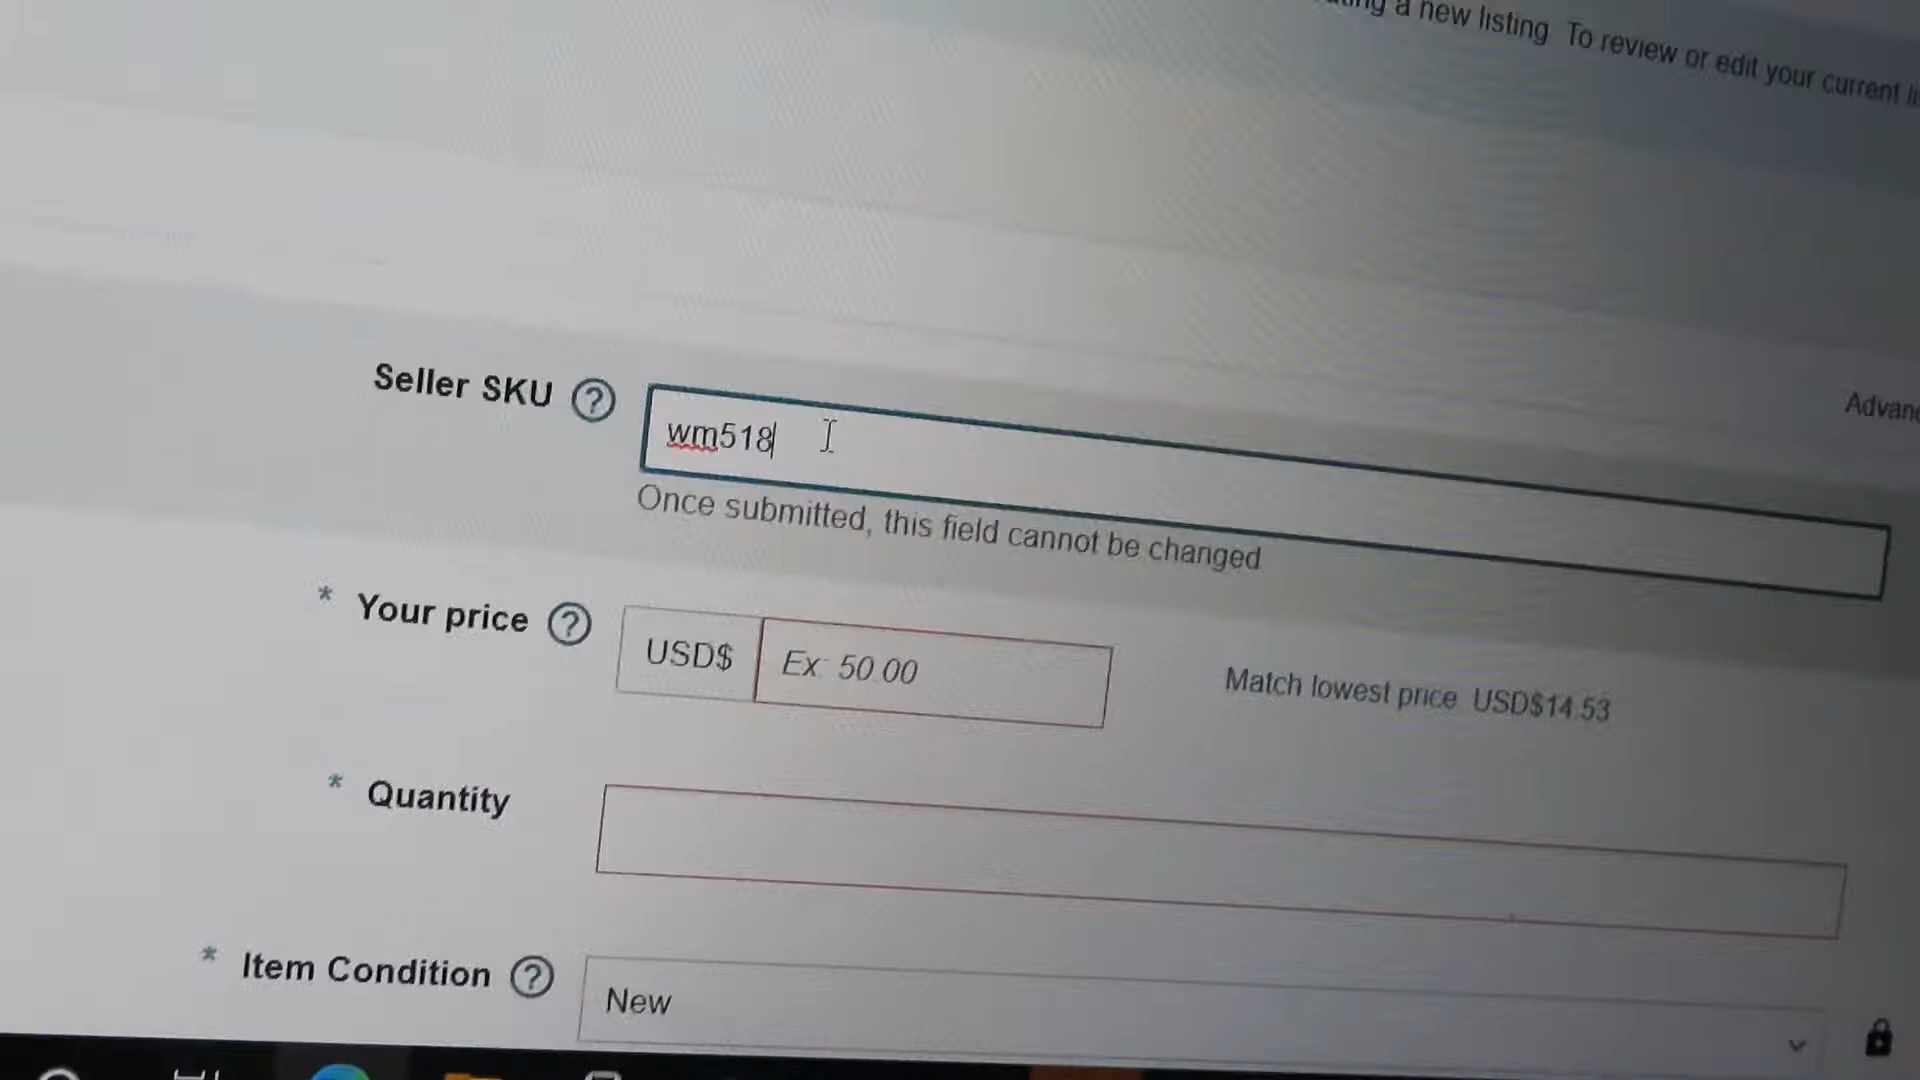 a new listing. To review or edit your current
Seller SKU ?
wm518
Once submitted, this field cannot be changed
* Your price ?
USD$
Ex: 50.00
Match lowest price USD$14.53
* Quantity
* Item Condition ?
New